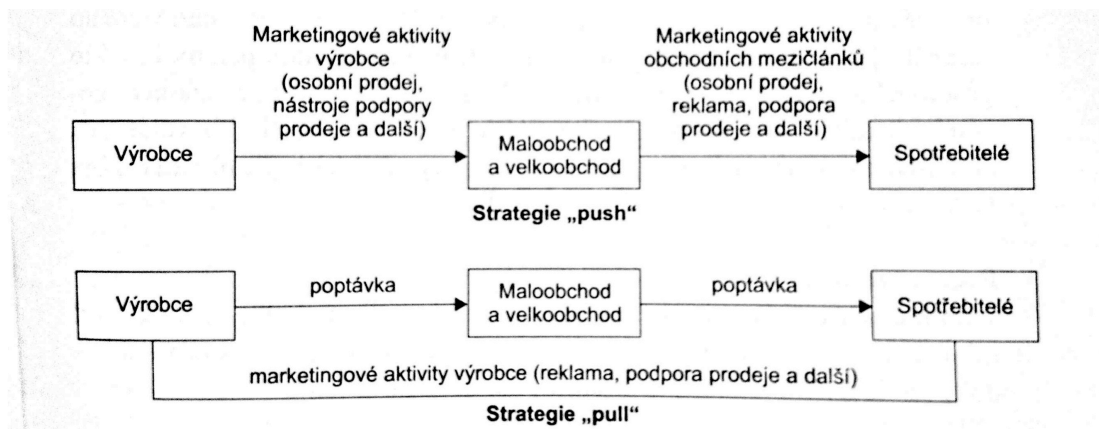 Marketingové aktivity
výrobce
(osobní prodej,
nástroje podpory
prodeje a další)
Marketingové aktivity
obchodních mezičlánků
(osobní prodej,
reklama, podpora
prodeje a další)
Výrobce
Maloobchod
a velkoobchod
Spotřebitelé
Strategie „push“
Výrobce
poptávka
Maloobchod
a velkoobchod
poptávka
Spotřebitelé
marketingové aktivity výrobce (reklama, podpora prodeje a další)
Strategie „pull“